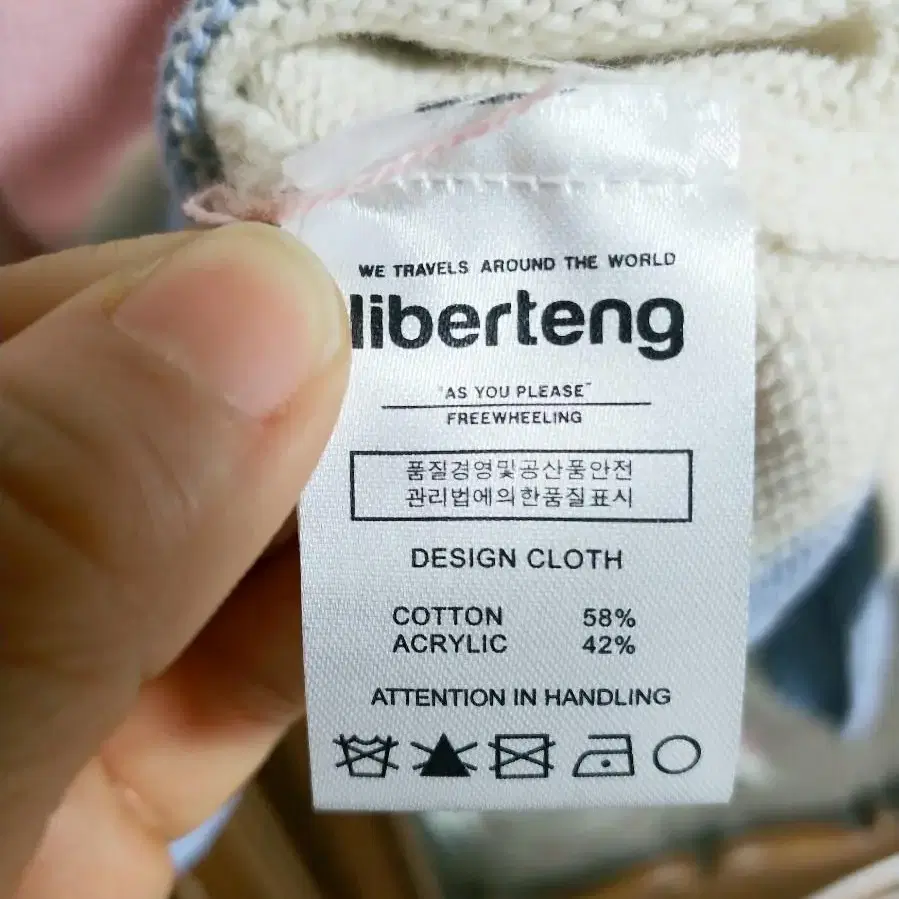 WE TRAVELS AROUND THE WORLD
liberteng
"AS YOU PLEASE"
FREEWHEELING
품질경영및공산품안전
관리법에의한품질표시
DESIGN CLOTH
COTTON 58%
ACRYLIC 42%
ATTENTION IN HANDLING